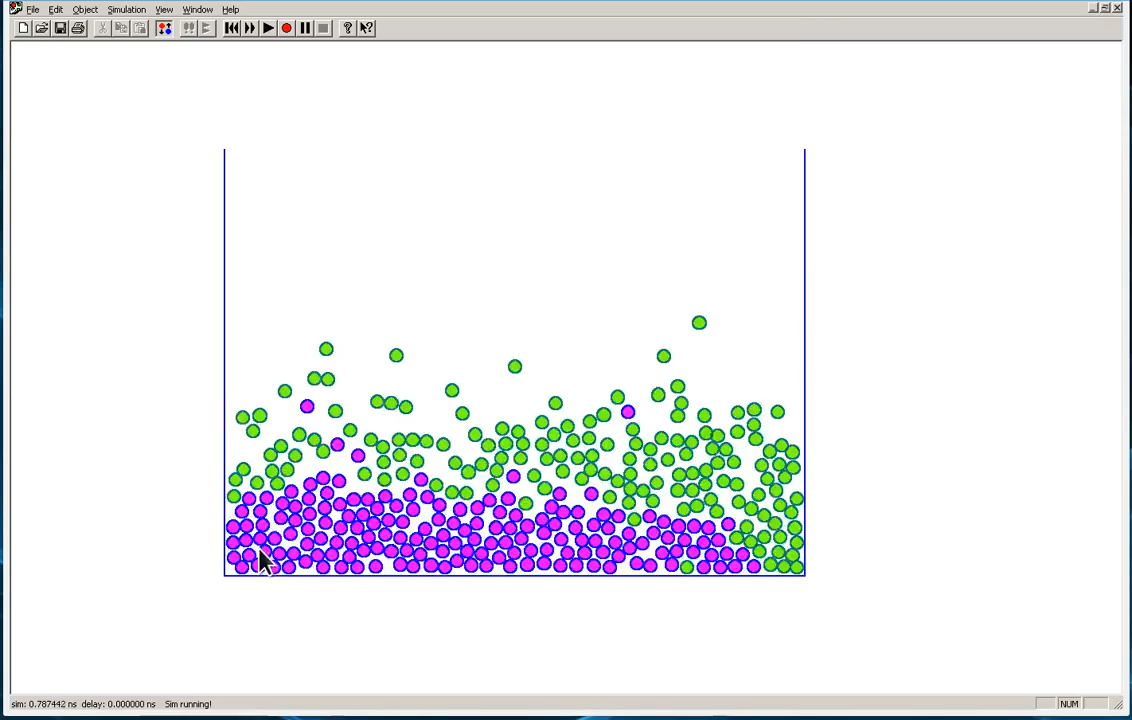 File Edit Object Simulation View Window Help
sim: 0.787442 ns delay: 0.000000 ns Sim running!
NUM